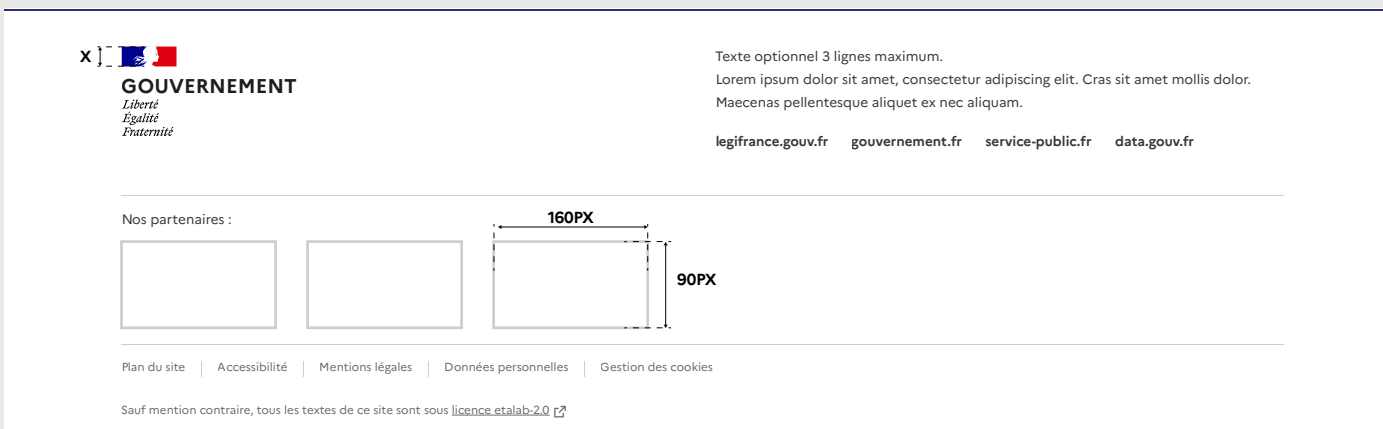 X
GOUVERNEMENT
Liberté
Égalité
Fraternité
Texte optionnel 3 lignes maximum.
Lorem ipsum dolor sit amet, consectetur adipiscing elit. Cras sit amet mollis dolor.
Maecenas pellentesque aliquet ex nec aliquam.
legifrance.gouv.fr gouvernement.fr service-public.fr data.gouv.fr
Nos partenaires :
160PX
90PX
Plan du site Accessibilité Mentions légales Données personnelles Gestion des cookies
Sauf mention contraire, tous les textes de ce site sont sous licence etalab-2.0